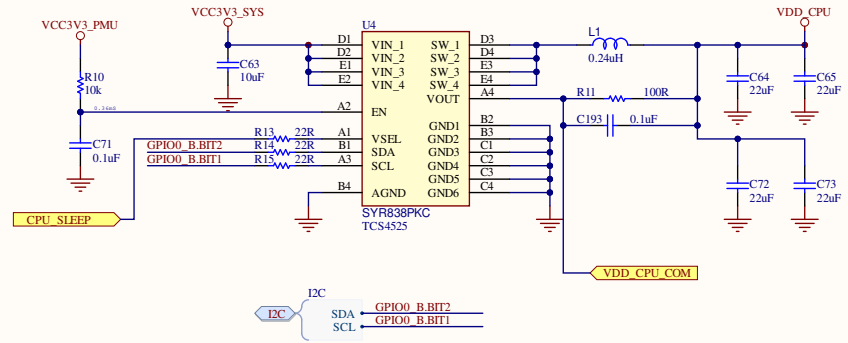 VCC3V3_PMU
VCC3V3_SYS
VDD_CPU
U4
L1
0.24uH
D1 VIN_1 SW_1 D3
D2 VIN_2 SW_2 D4
E1 VIN_3 SW_3 E3
E2 VIN_4 SW_4 E4
VOUT A4
C63
10uF
R10
10k
0.36mS
A2 EN
R11 100R
C193 0.1uF
C64
22uF
C65
22uF
C71
0.1uF
R13 22R A1 VSEL
GPIO0_B.BIT2 R14 22R B1 SDA
GPIO0_B.BIT1 R15 22R A3 SCL
B4 AGND
GND1 B2
GND2 B3
GND3 C1
GND4 C2
GND5 C3
GND6 C4
C72
22uF
C73
22uF
SYR838PKC
TCS4525
CPU_SLEEP
VDD_CPU_COM
I2C
I2C SDA GPIO0_B.BIT2
SCL GPIO0_B.BIT1